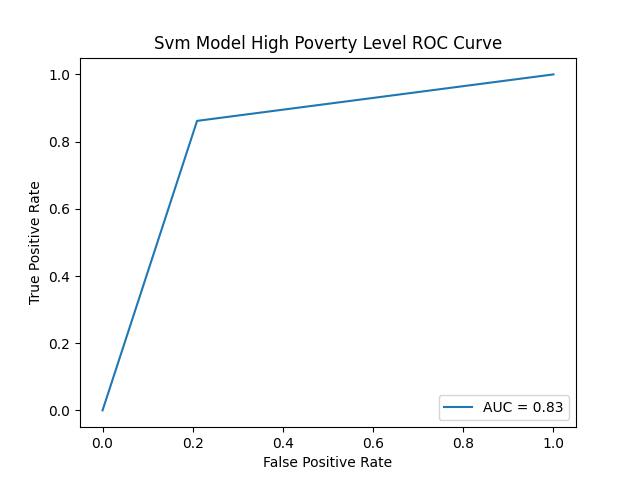 Svm Model High Poverty Level ROC Curve
1.0
0.8
0.6
0.4
0.2
0.0
True Positive Rate
AUC = 0.83
0.0 0.2 0.4 0.6 0.8 1.0
False Positive Rate